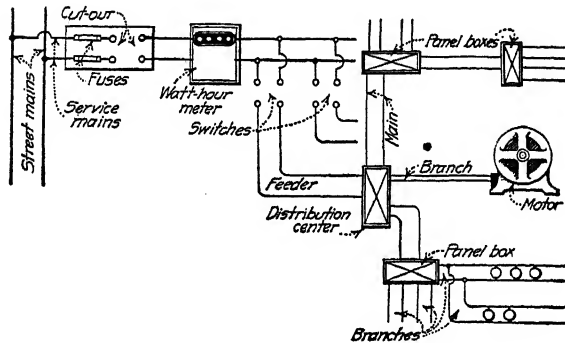 Cut-out
Fuses
Street mains
Service
mains
Watt-hour
meter
Switches
Panel boxes
Main
Feeder
Branch
Motor
Distribution
center
Panel box
Branches